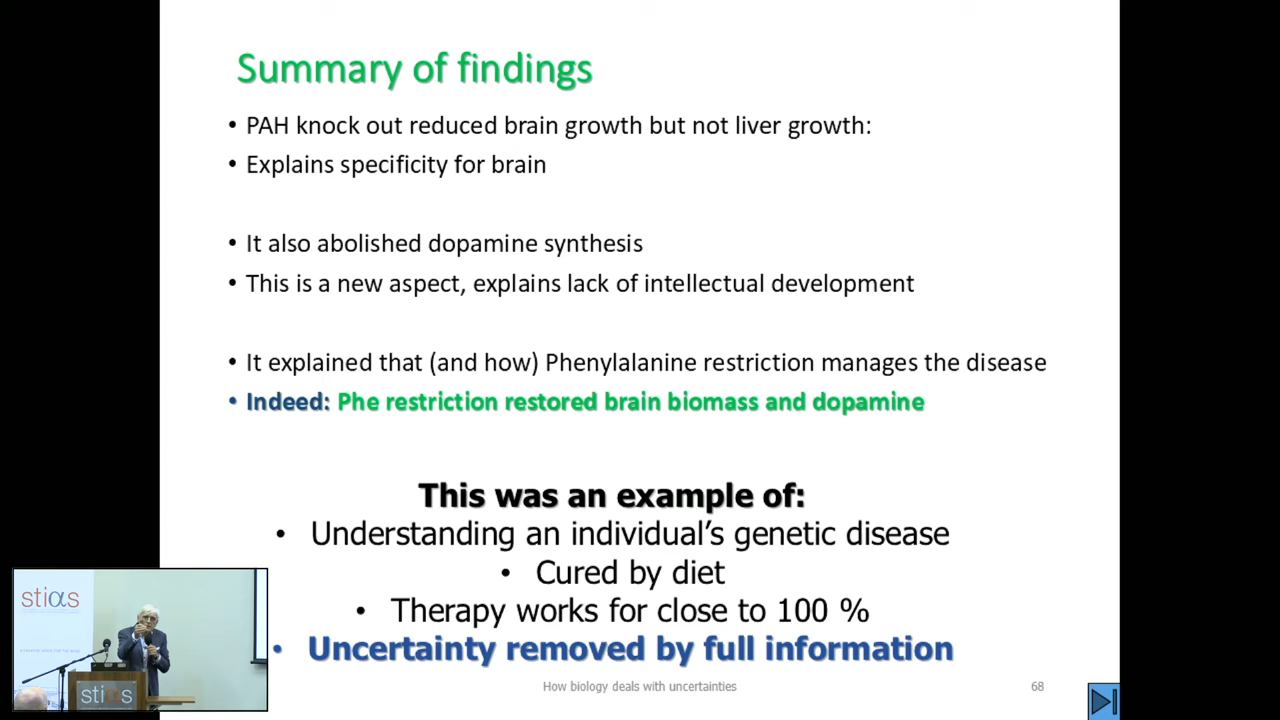 Summary of findings
• PAH knock out reduced brain growth but not liver growth:
• Explains specificity for brain
• It also abolished dopamine synthesis
• This is a new aspect, explains lack of intellectual development
• It explained that (and how) Phenylalanine restriction manages the disease
• Indeed: Phe restriction restored brain biomass and dopamine
This was an example of:
• Understanding an individual's genetic disease
• Cured by diet
• Therapy works for close to 100 %
• Uncertainty removed by full information
How biology deals with uncertainties
68
stiαs
stiαs